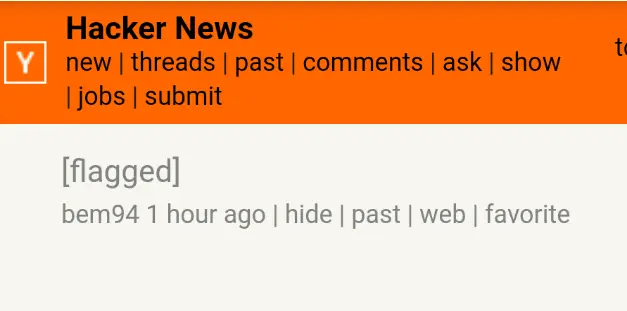 Hacker News
Y
new | threads | past | comments | ask | show
| jobs | submit
[flagged]
bem94 1 hour ago | hide | past | web | favorite